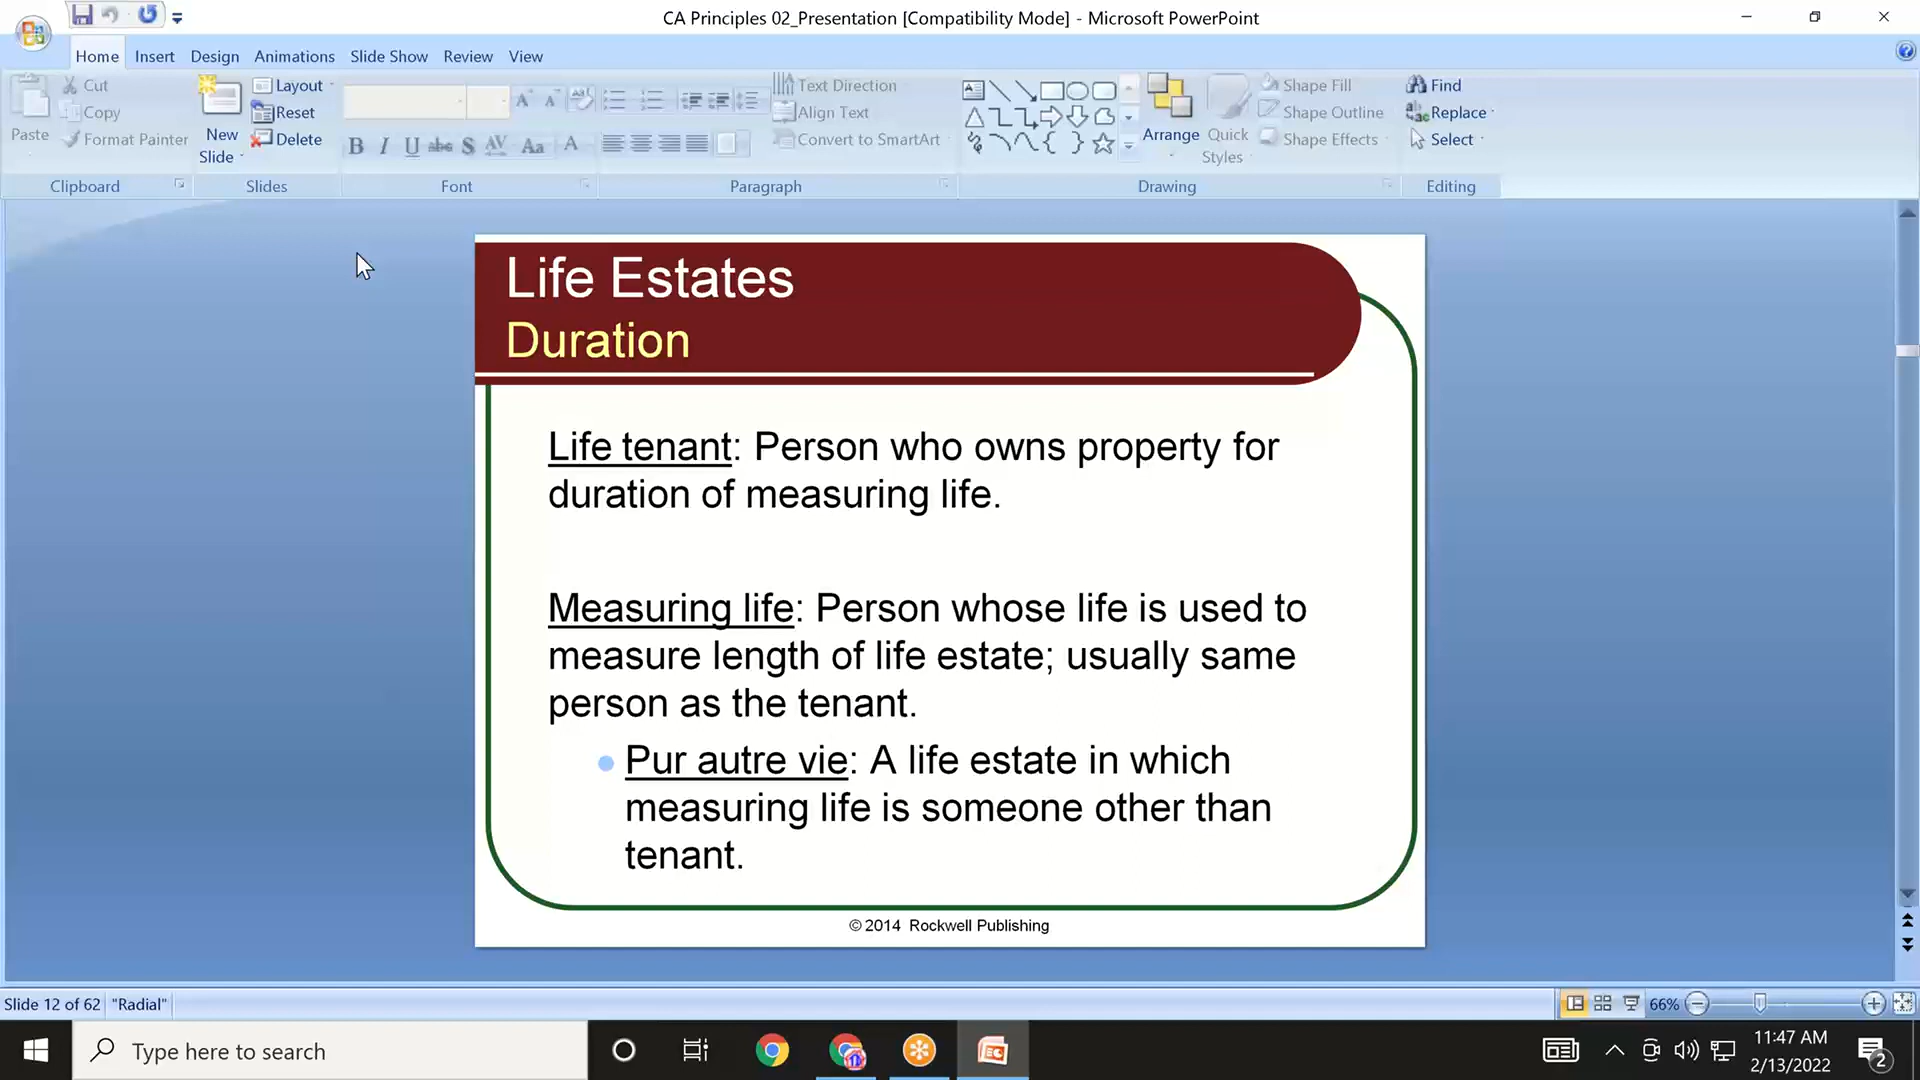 CA Principles 02_Presentation [Compatibility Mode] - Microsoft PowerPoint
Home Insert Design Animations Slide Show Review View
Cut
Copy
Format Painter
Paste
Clipboard
New
Slide
Layout
Reset
Delete
Slides
B I U abc S AV Aa A
Font
Text Direction
Align Text
Convert to SmartArt
Paragraph
Arrange
Quick
Styles
Shape Fill
Shape Outline
Shape Effects
Drawing
Find
Replace
Select
Editing
Life Estates
Duration
Life tenant: Person who owns property for
duration of measuring life.
Measuring life: Person whose life is used to
measure length of life estate; usually same
person as the tenant.
Pur autre vie: A life estate in which
measuring life is someone other than
tenant.
© 2014 Rockwell Publishing
Slide 12 of 62 "Radial" 66%
Type here to search
11:47 AM
2/13/2022
2